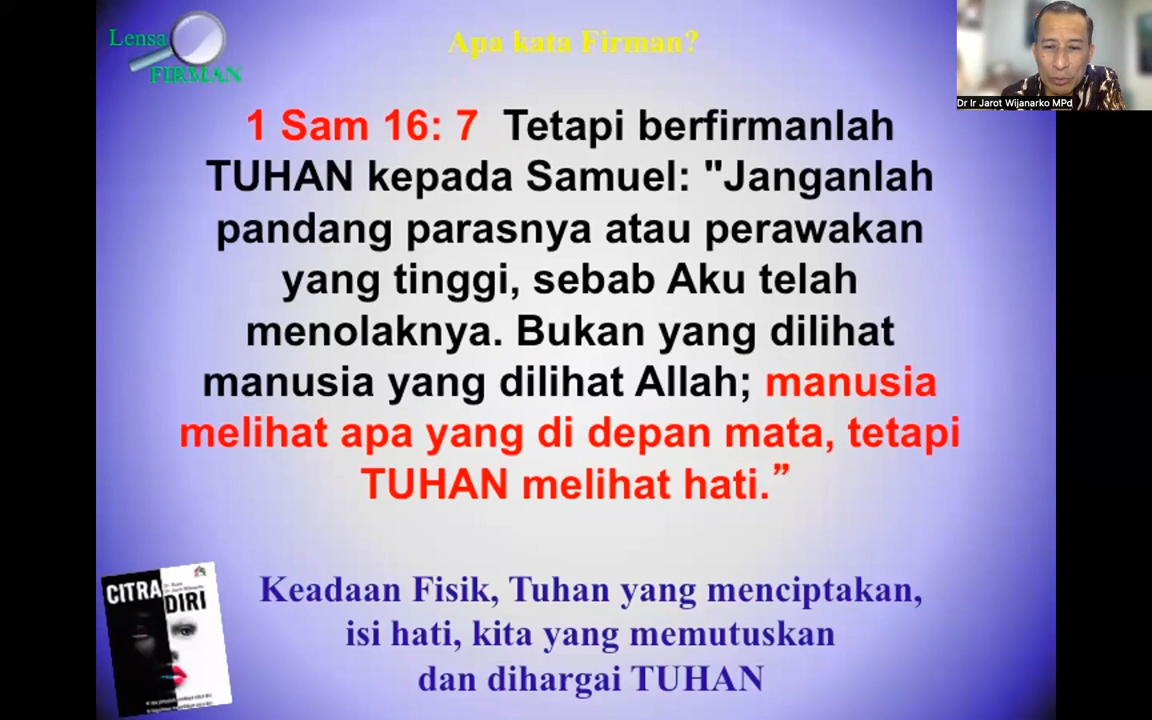 Lensa
FIRMAN
Apa kata Firman?
Dr Ir Jarot Wijanarko MPd
1 Sam 16: 7 Tetapi berfirmanlah
TUHAN kepada Samuel: "Janganlah
pandang parasnya atau perawakan
yang tinggi, sebab Aku telah
menolaknya. Bukan yang dilihat
manusia yang dilihat Allah; manusia
melihat apa yang di depan mata, tetapi
TUHAN melihat hati.”
CITRA
DIRI
Keadaan Fisik, Tuhan yang menciptakan,
isi hati, kita yang memutuskan
dan dihargai TUHAN